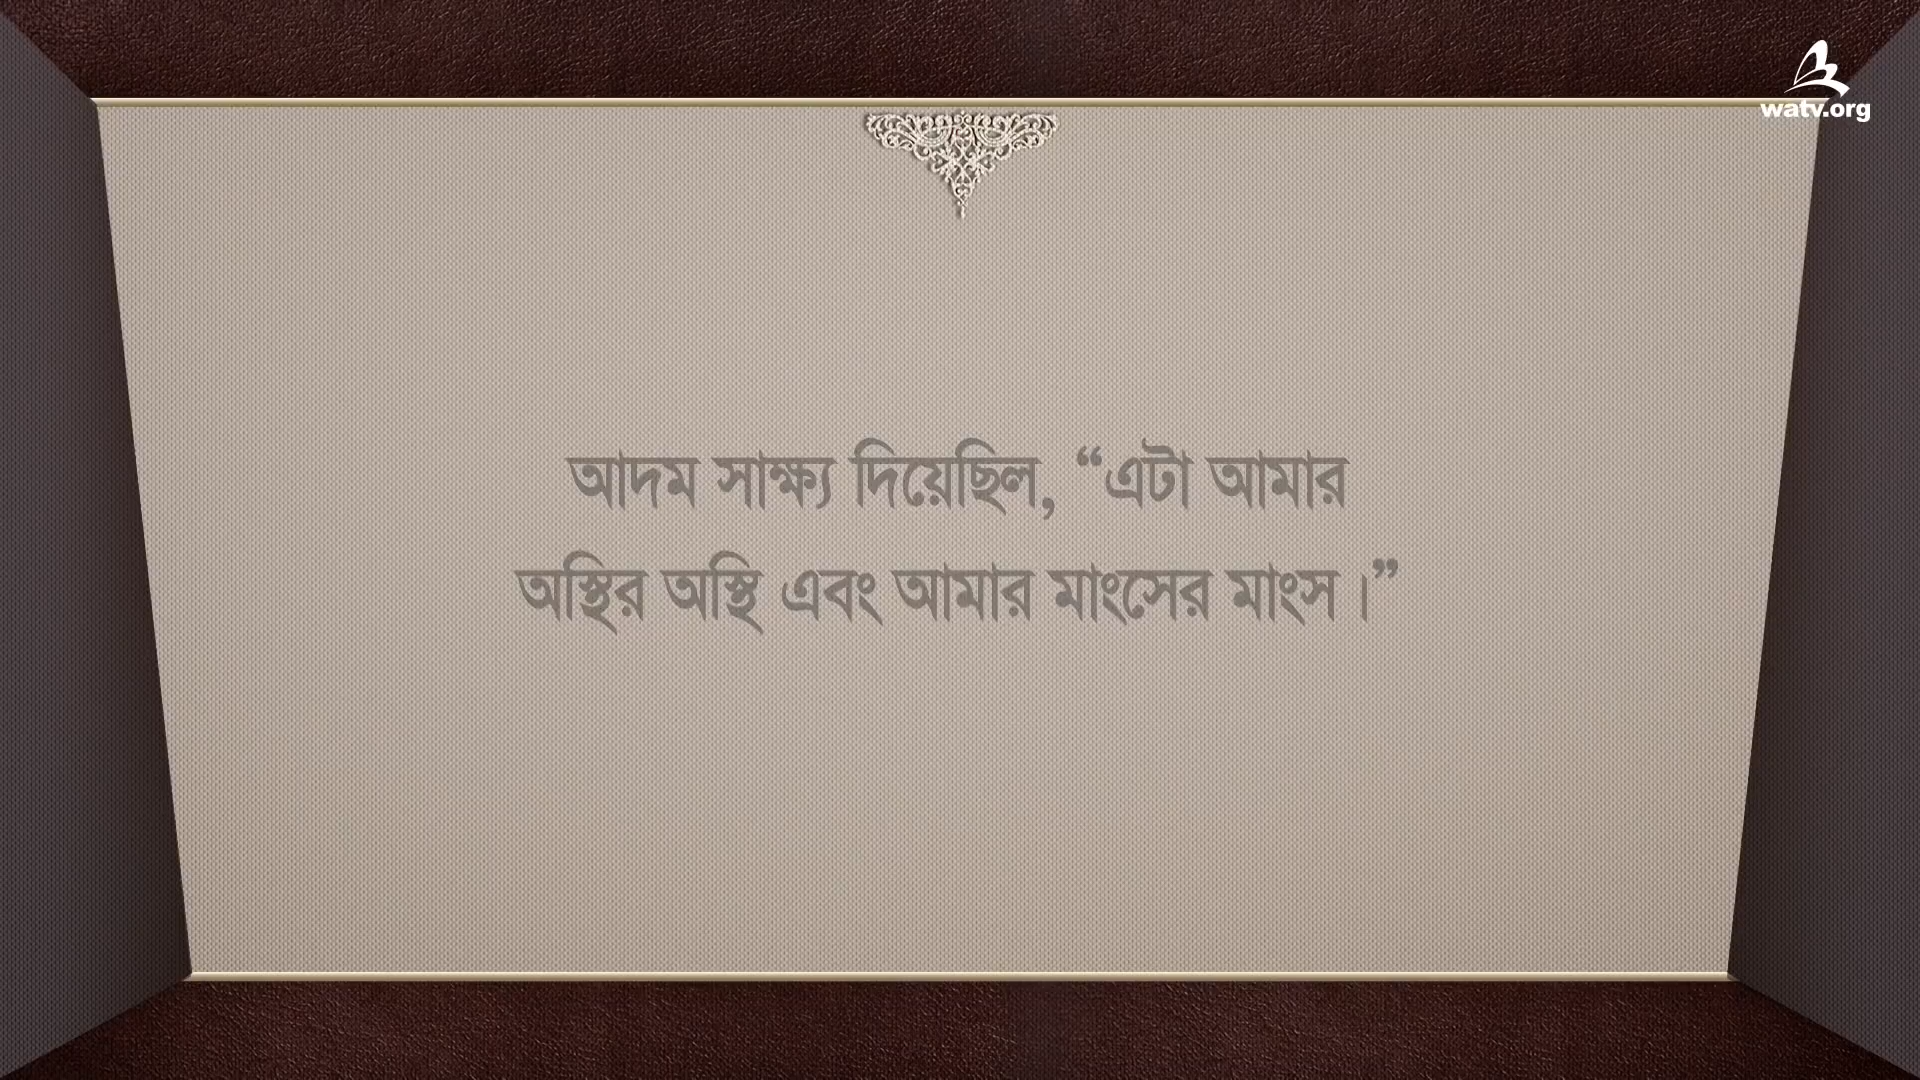 watv.org
আদম সাক্ষ্য দিয়েছিল, “এটা আমার
অস্থির অস্থি এবং আমার মাংসের মাংস।”